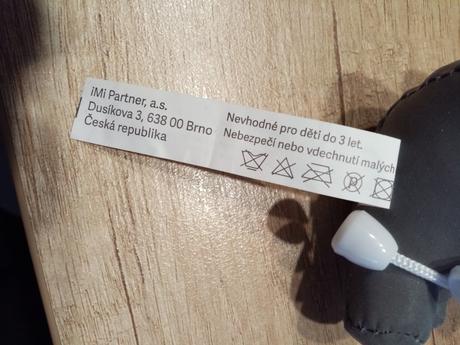 iMi Partner, a.s.
Dusíkova 3, 638 00 Brno
Česká republika
Nevhodné pro děti do 3 let.
Nebezpečí nebo vdechnutí malých